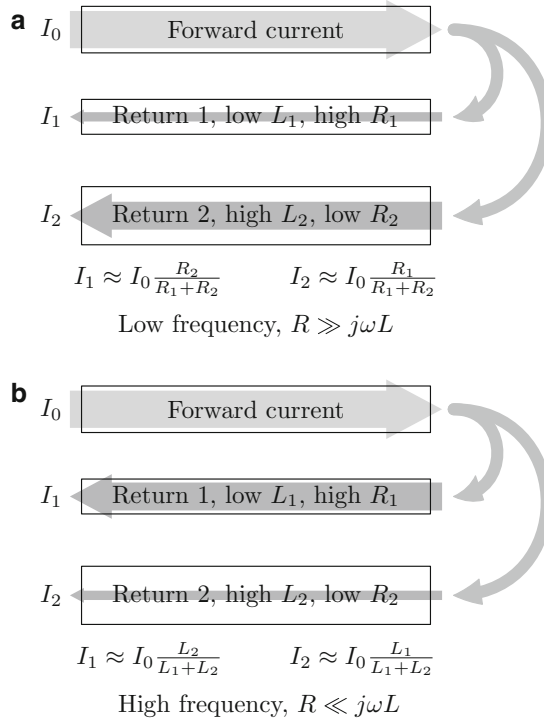 a
I₀ Forward current
I₁ Return 1, low L₁, high R₁
I₂ Return 2, high L₂, low R₂
I₁ ≈ I₀ R₂/(R₁+R₂) I₂ ≈ I₀ R₁/(R₁+R₂)
Low frequency, R ≫ jωL
b
I₀ Forward current
I₁ Return 1, low L₁, high R₁
I₂ Return 2, high L₂, low R₂
I₁ ≈ I₀ L₂/(L₁+L₂) I₂ ≈ I₀ L₁/(L₁+L₂)
High frequency, R ≪ jωL